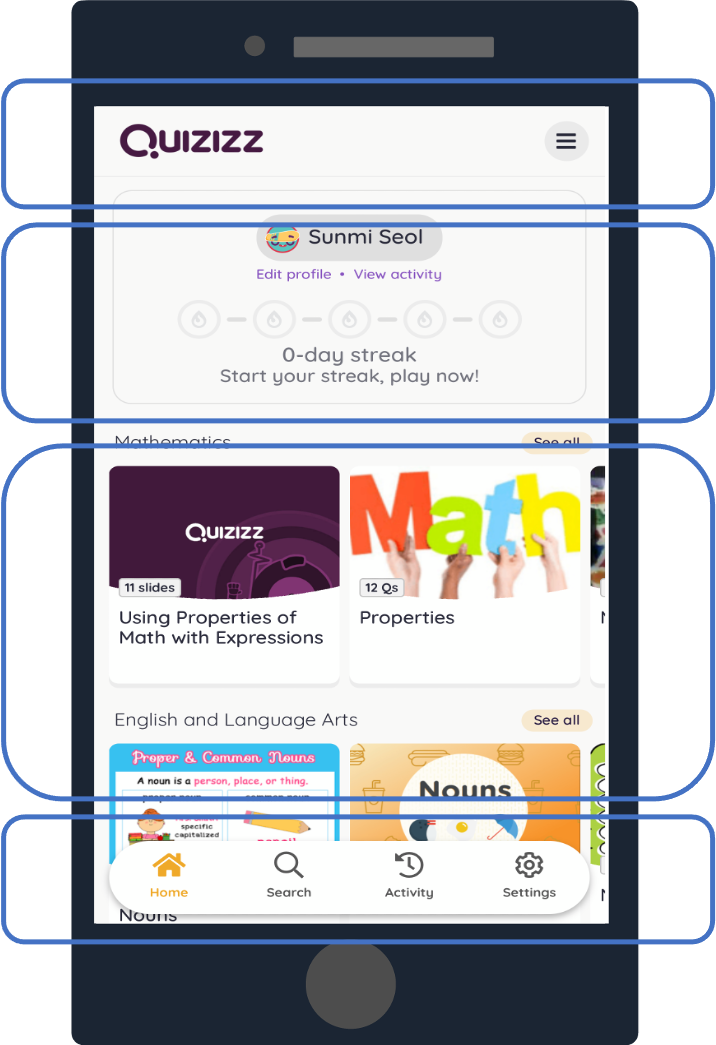 QUIZIZZ
Sunmi Seol
Edit profile • View activity
0-day streak
Start your streak, play now!
Mathematics
See all
QUIZIZZ
11 slides
12 Qs
Using Properties of
Math with Expressions
Properties
English and Language Arts
See all
Proper & Common Nouns
A noun is a person, place, or thing.
Nouns
specific
capitalized
Home
Search
Activity
Settings
Nouns